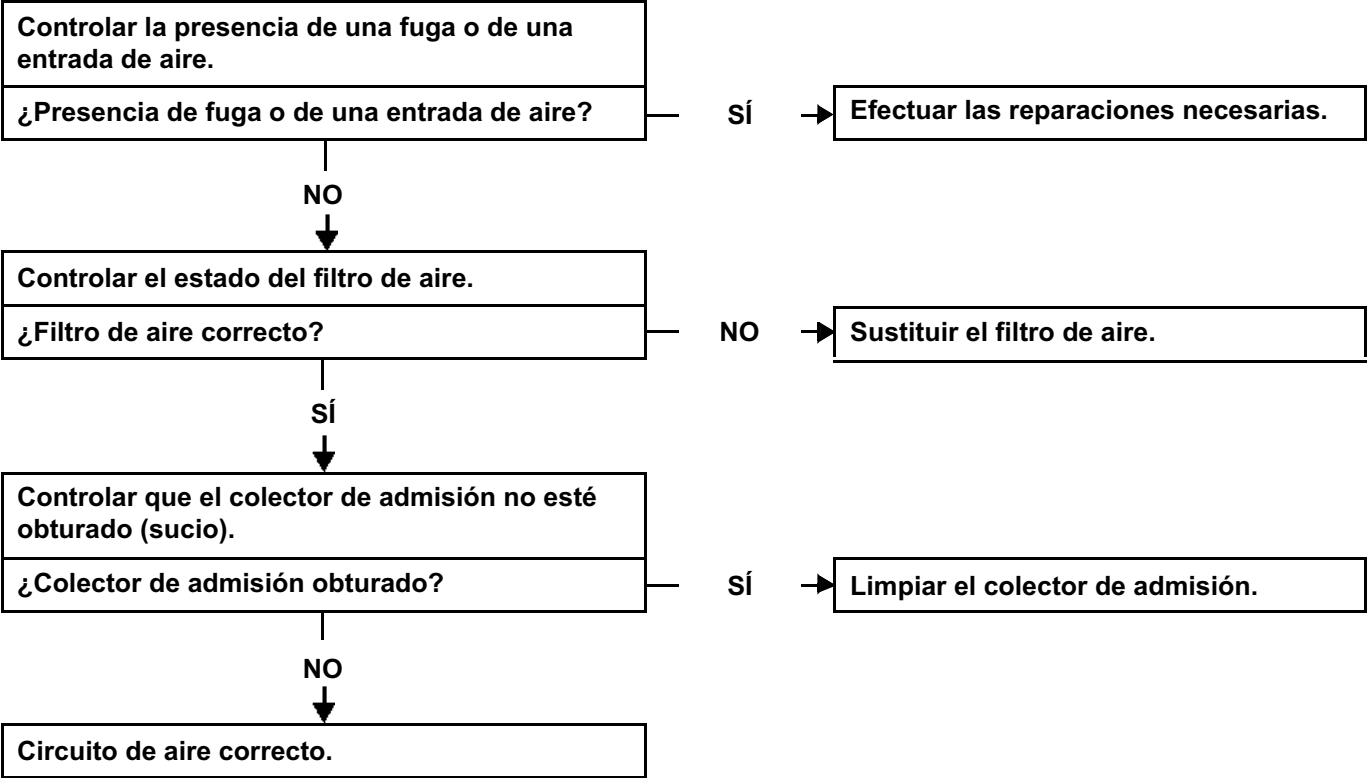 Controlar la presencia de una fuga o de una
entrada de aire.
¿Presencia de fuga o de una entrada de aire?
SÍ
Efectuar las reparaciones necesarias.
NO
Controlar el estado del filtro de aire.
¿Filtro de aire correcto?
NO
Sustituir el filtro de aire.
SÍ
Controlar que el colector de admisión no esté
obturado (sucio).
¿Colector de admisión obturado?
SÍ
Limpiar el colector de admisión.
NO
Circuito de aire correcto.